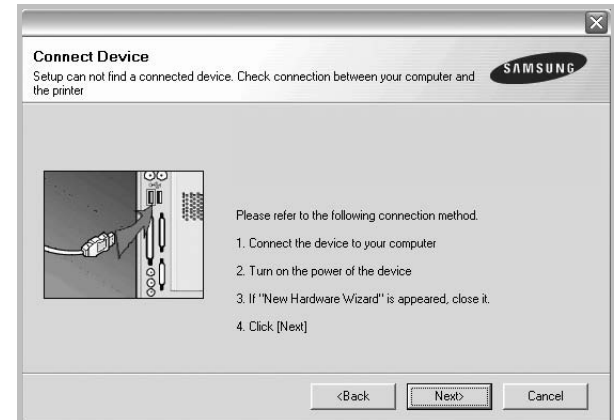 Connect Device
Setup can not find a connected device. Check connection between your computer and
the printer
SAMSUNG
Please refer to the following connection method.
1. Connect the device to your computer
2. Turn on the power of the device
3. If "New Hardware Wizard" is appeared, close it.
4. Click [Next]
<Back
Next>
Cancel